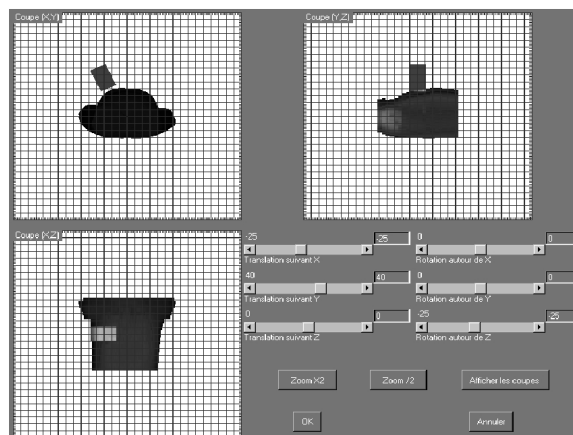 Coupe (X,Y)
Coupe (Y,Z)
Coupe (X,Z)
-25
-25
Translation suivant X
0
0
Rotation autour de X
40
40
Translation suivant Y
0
0
Rotation autour de Y
0
0
Translation suivant Z
-25
-25
Rotation autour de Z
Zoom X2
Zoom /2
Afficher les coupes
OK
Annuler